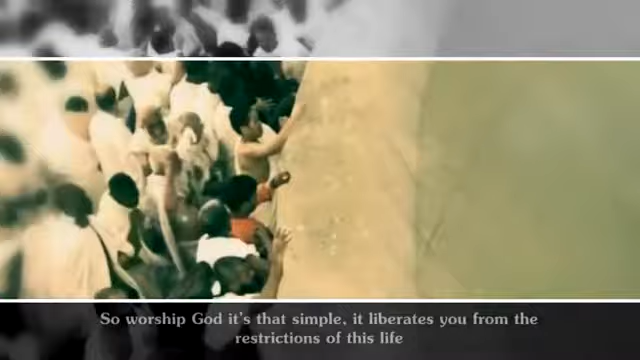 So worship God it's that simple, it liberates you from the
restrictions of this life